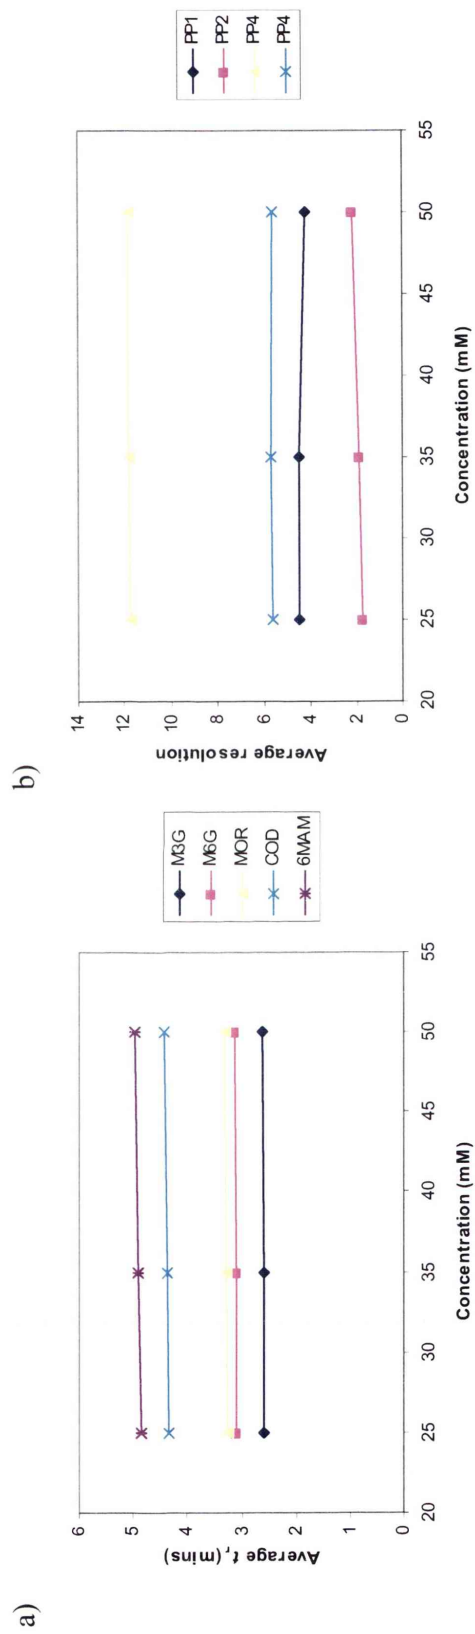 a)
6
5
4
3
2
1
0
Average tr (mins)
20
25
30
35
40
45
50
55
Concentration (mM)
M3G
M6G
MOR
COD
6MAM
b)
14
12
10
8
6
4
2
0
Average resolution
20
25
30
35
40
45
50
55
Concentration (mM)
PP1
PP2
PP4
PP4